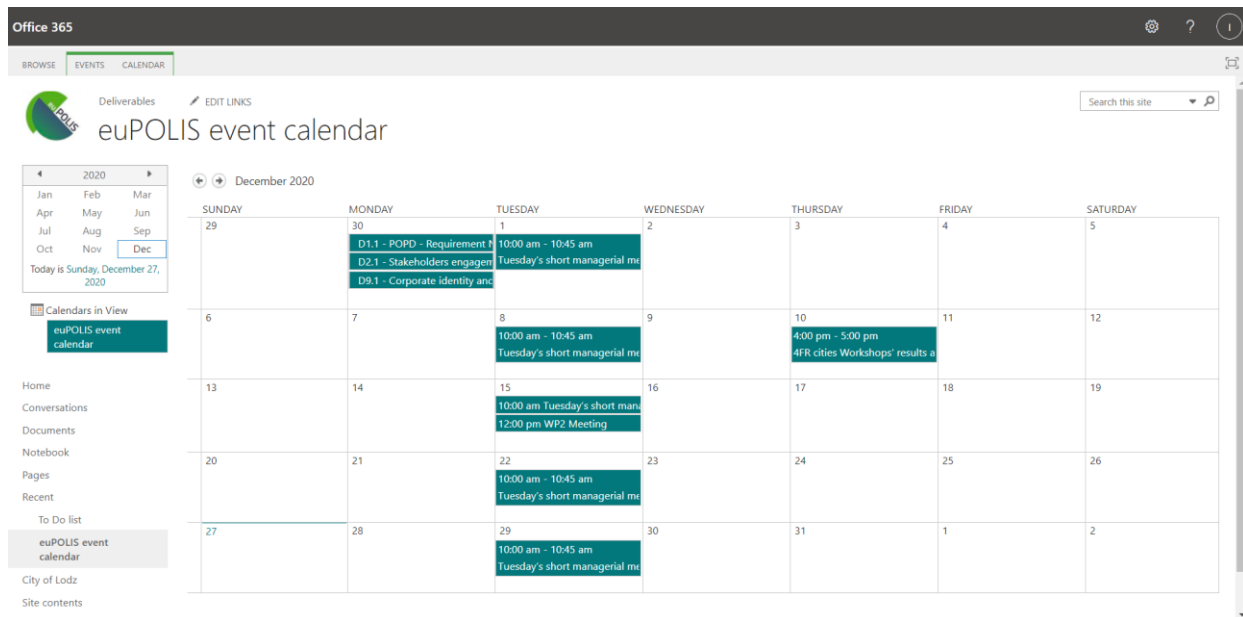 Office 365
?
I
BROWSE EVENTS CALENDAR
euPOLIS
Deliverables EDIT LINKS
Search this site
euPOLIS event calendar
2020
Jan Feb Mar
Apr May Jun
Jul Aug Sep
Oct Nov Dec
Today is Sunday, December 27,
2020
Calendars in View
euPOLIS event
calendar
Home
Conversations
Documents
Notebook
Pages
Recent
To Do list
euPOLIS event
calendar
City of Lodz
Site contents
December 2020
SUNDAY MONDAY TUESDAY WEDNESDAY THURSDAY FRIDAY SATURDAY
29 30 1 2 3 4 5
D1.1 - POPD - Requirement 10:00 am - 10:45 am
D2.1 - Stakeholders engagem Tuesday's short managerial me
D9.1 - Corporate identity and
6 7 8 9 10 11 12
10:00 am - 10:45 am 4:00 pm - 5:00 pm
Tuesday's short managerial me 4FR cities Workshops' results a
13 14 15 16 17 18 19
10:00 am Tuesday's short mana
12:00 pm WP2 Meeting
20 21 22 23 24 25 26
10:00 am - 10:45 am
Tuesday's short managerial me
27 28 29 30 31 1 2
10:00 am - 10:45 am
Tuesday's short managerial me